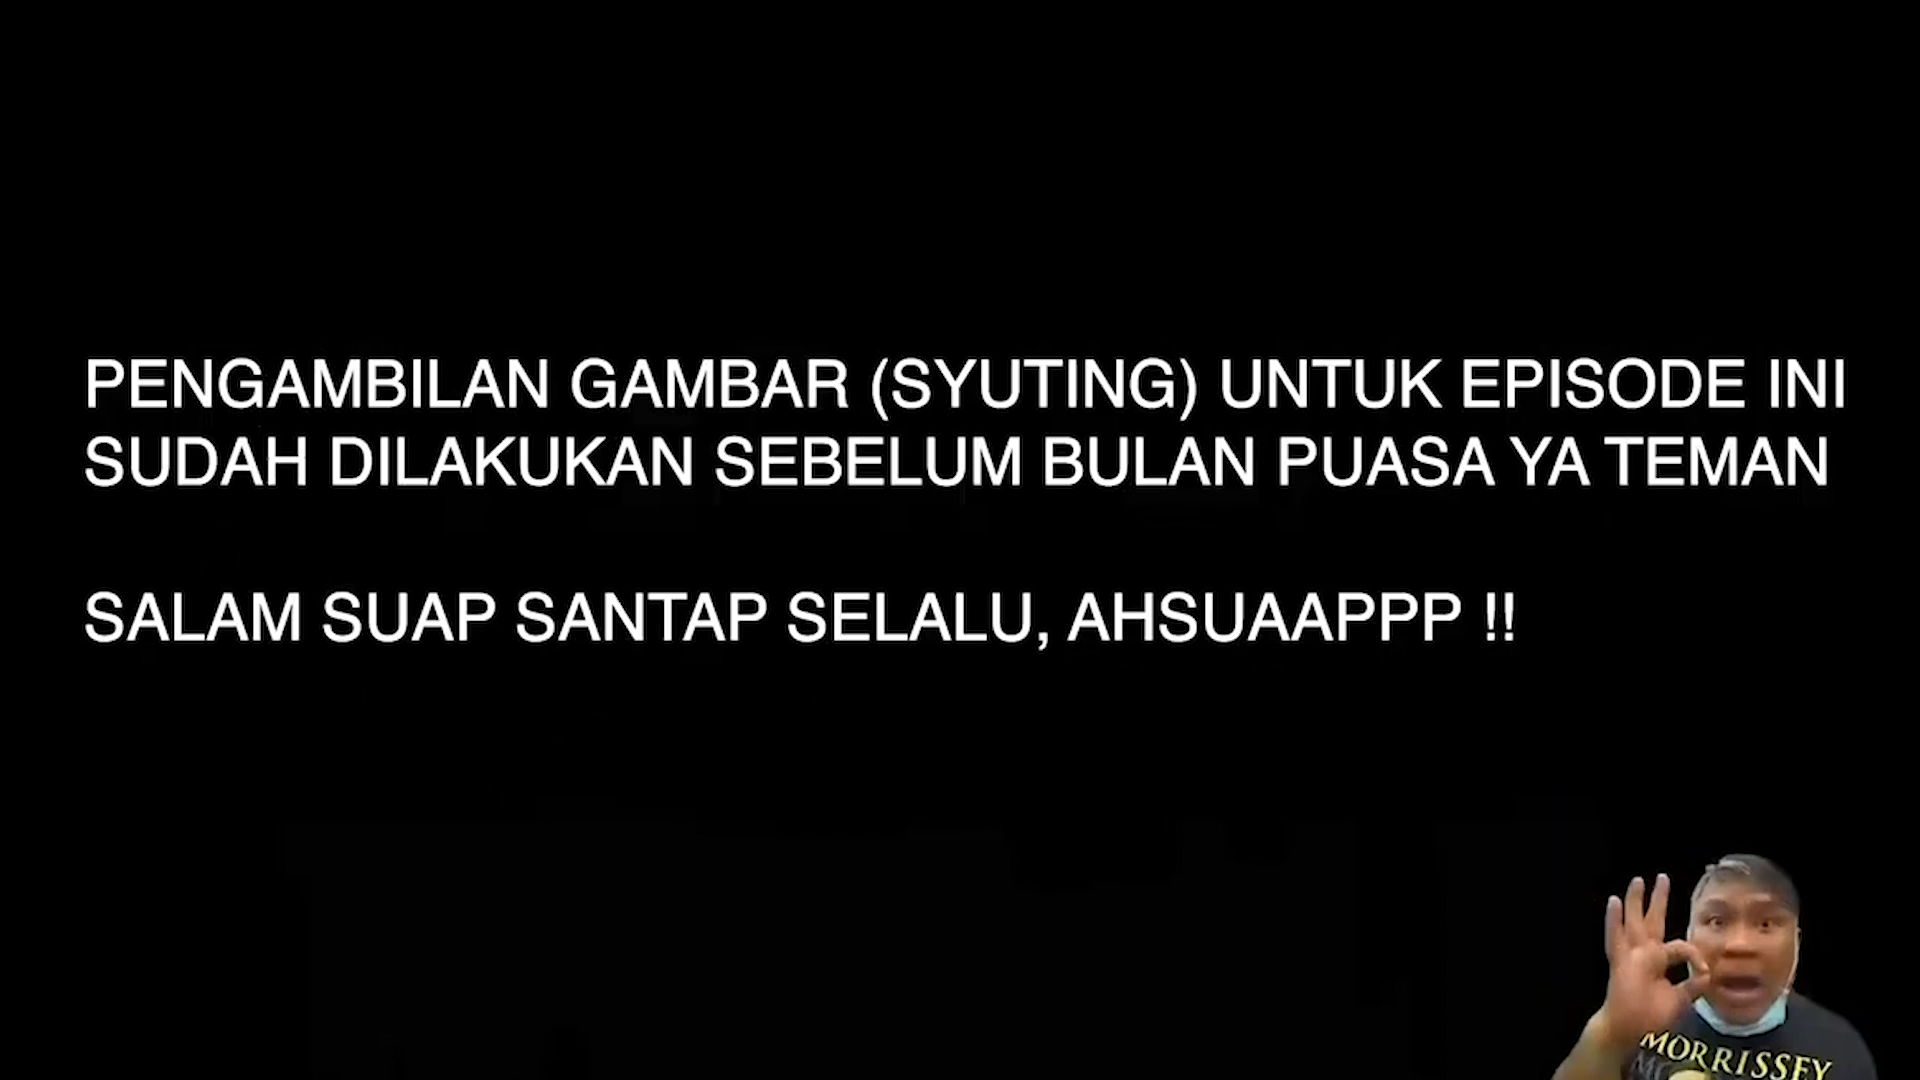 PENGAMBILAN GAMBAR (SYUTING) UNTUK EPISODE INI
SUDAH DILAKUKAN SEBELUM BULAN PUASA YA TEMAN
SALAM SUAP SANTAP SELALU, AHSUAAPPP !!
MORRISSEY